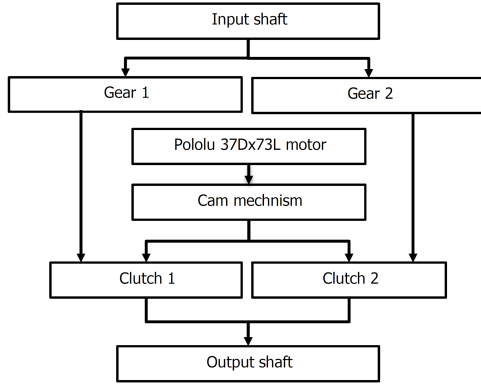 Input shaft
Gear 1
Gear 2
Pololu 37Dx73L motor
Cam mechnism
Clutch 1
Clutch 2
Output shaft